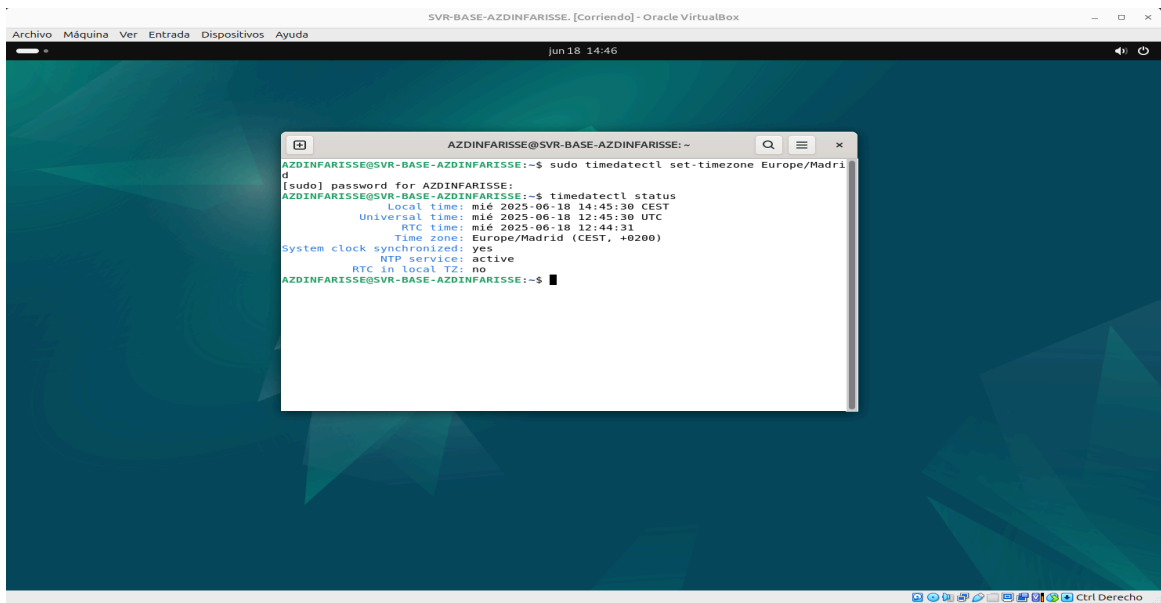 SVR-BASE-AZDINFARISSE. [Corriendo] - Oracle VirtualBox
Archivo Máquina Ver Entrada Dispositivos Ayuda
jun 18 14:46
AZDINFARISSE@SVR-BASE-AZDINFARISSE: ~
AZDINFARISSE@SVR-BASE-AZDINFARISSE:~$ sudo timedatectl set-timezone Europe/Madri
d
[sudo] password for AZDINFARISSE:
AZDINFARISSE@SVR-BASE-AZDINFARISSE:~$ timedatectl status
Local time: mié 2025-06-18 14:45:30 CEST
Universal time: mié 2025-06-18 12:45:30 UTC
RTC time: mié 2025-06-18 12:44:31
Time zone: Europe/Madrid (CEST, +0200)
System clock synchronized: yes
NTP service: active
RTC in local TZ: no
AZDINFARISSE@SVR-BASE-AZDINFARISSE:~$
Ctrl Derecho